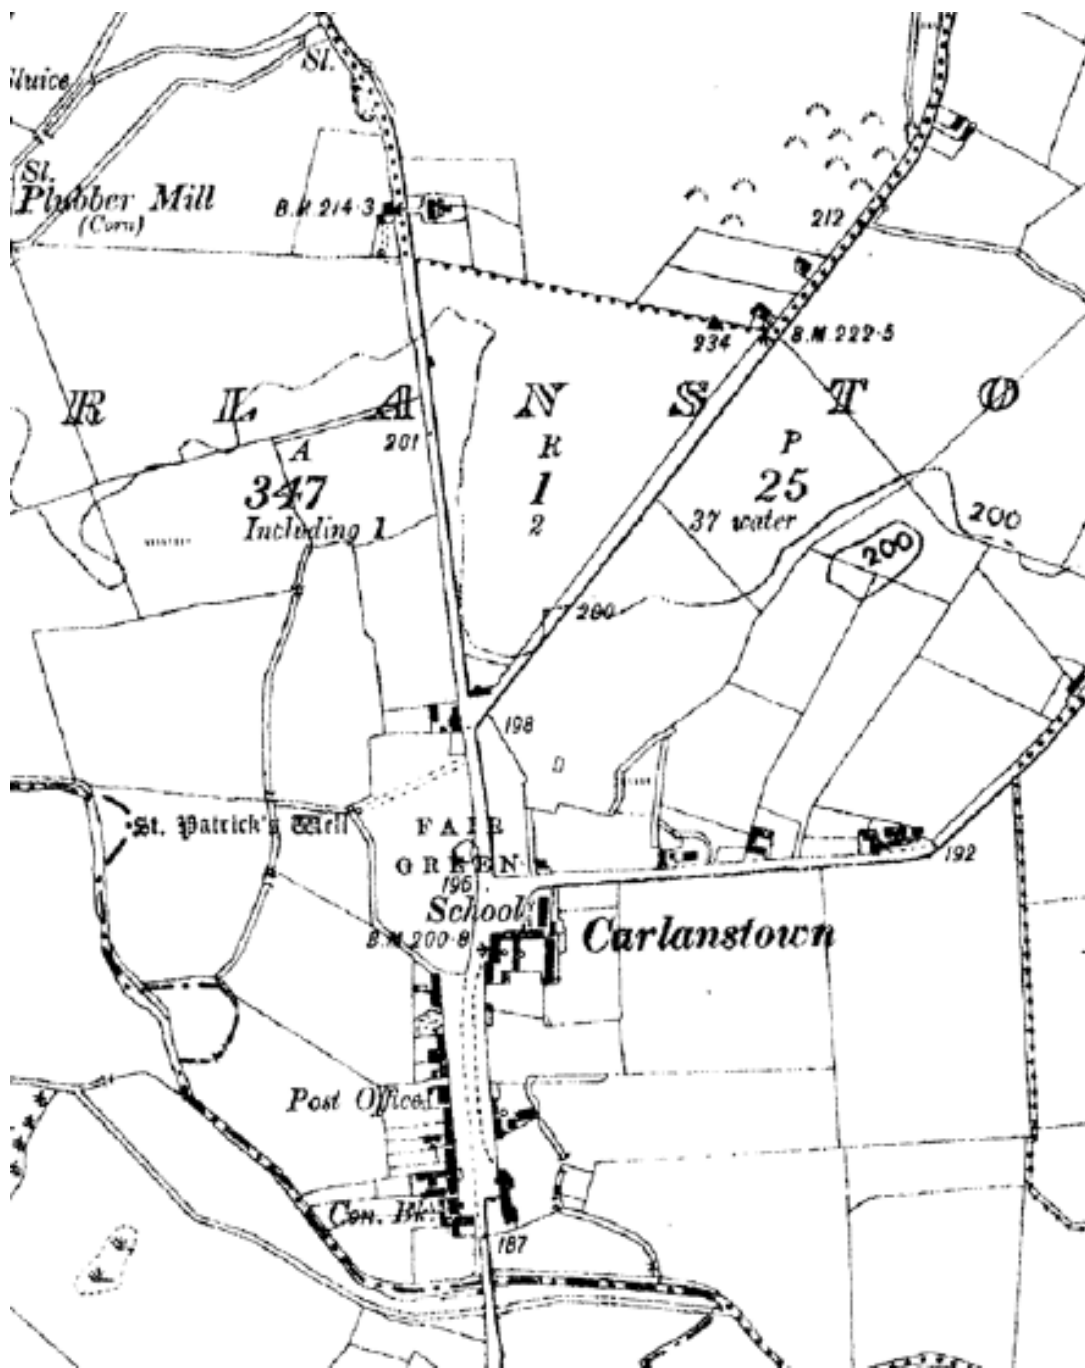 Sl.
Sluice
Sl.
Plubber Mill
(Corn)
B.M. 214·3
212
234
B.M. 222·5
R L A N S T O
201
A R P
347 1 25
Including 1 2 37 water
200
200
200
198
St. Patrick's Well
FAIR
GREEN
192
196
School
B.M. 200·8
Carlanstown
Post Office
Con. Bk.
187